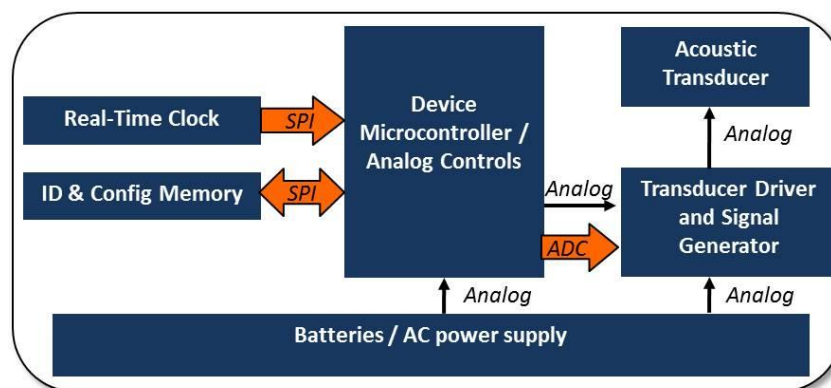 Real-Time Clock
SPI
ID & Config Memory
SPI
Device
Microcontroller /
Analog Controls
Analog
ADC
Acoustic
Transducer
Analog
Transducer Driver
and Signal
Generator
Analog
Analog
Batteries / AC power supply